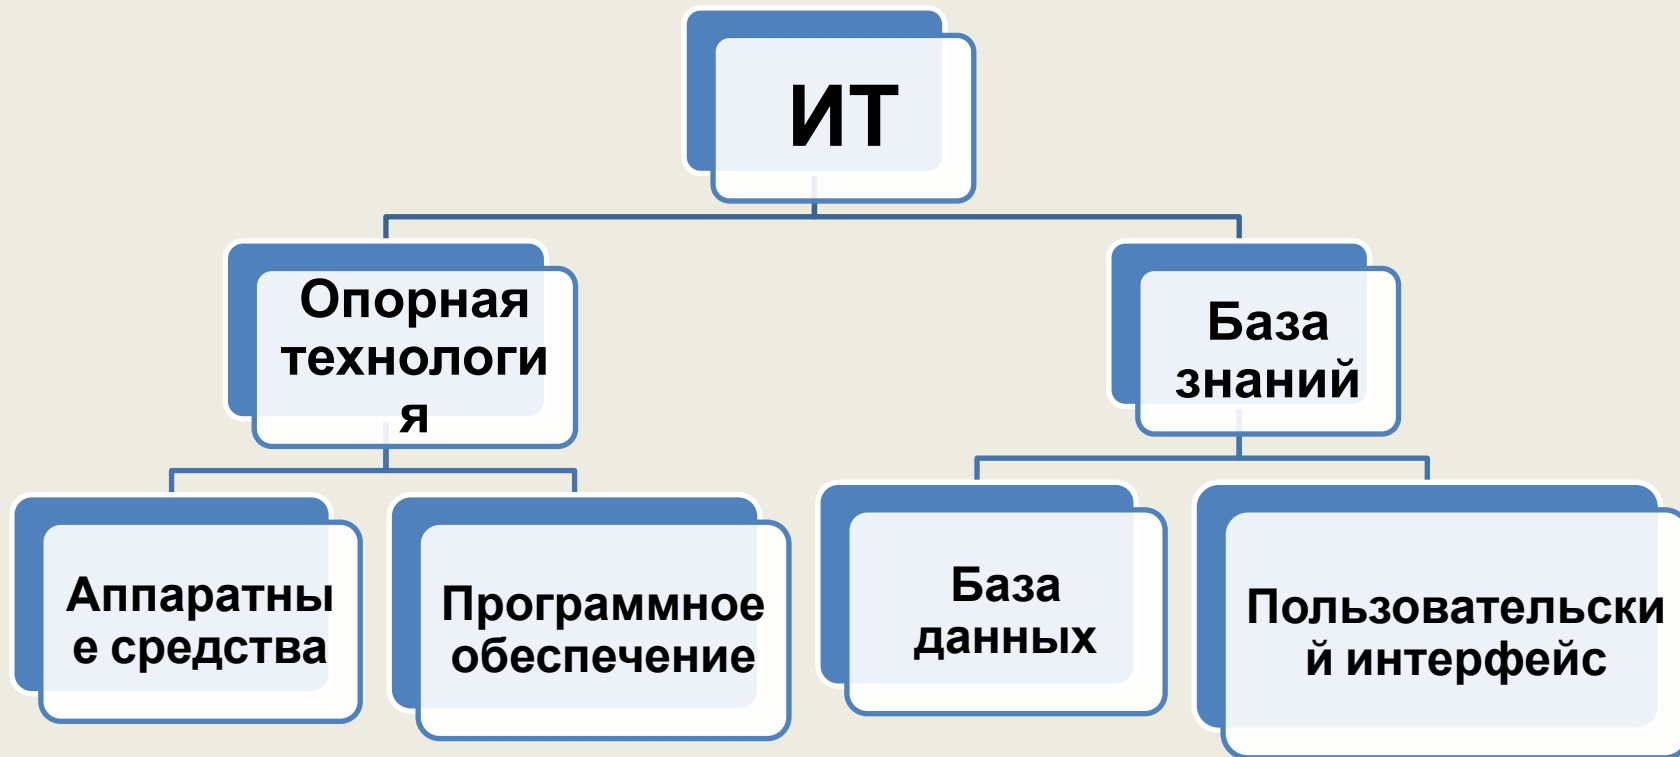 ИТ
Опорная
технологи
я
База
знаний
Аппаратны
е средства
Программное
обеспечение
База
данных
Пользовательски
й интерфейс